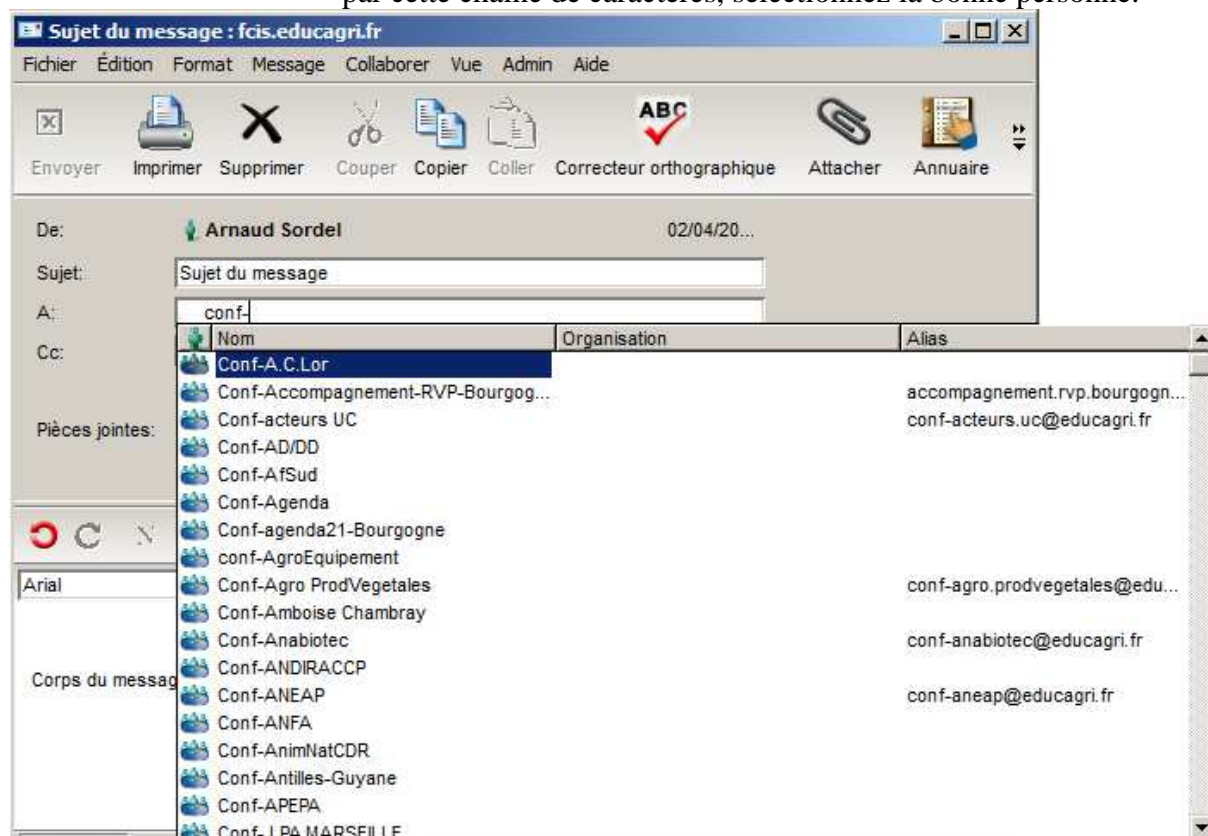 par cette chaîne de caractères, sélectionnez la bonne personne.
Sujet du message : fcis.educagri.fr
Fichier Édition Format Message Collaborer Vue Admin Aide
Envoyer Imprimer Supprimer Couper Copier Coller Correcteur orthographique Attacher Annuaire
ABC
De: Arnaud Sordel 02/04/20...
Sujet: Sujet du message
A: conf-
Cc:
Pièces jointes:
Nom Organisation Alias
Conf-A.C.Lor
Conf-Accompagnement-RVP-Bourgog... accompagnement.rvp.bourgogn...
Conf-acteurs UC conf-acteurs.uc@educagri.fr
Conf-AD/DD
Conf-AfSud
Conf-Agenda
Conf-agenda21-Bourgogne
conf-AgroEquipement
Arial
Conf-Agro ProdVegetales conf-agro.prodvegetales@edu...
Conf-Amboise Chambray
Conf-Anabiotec conf-anabiotec@educagri.fr
Conf-ANDIRACCP
Corps du messag
Conf-ANEAP conf-aneap@educagri.fr
Conf-ANFA
Conf-AnimNatCDR
Conf-Antilles-Guyane
Conf-APEPA
Conf- LPA MARSEILLE